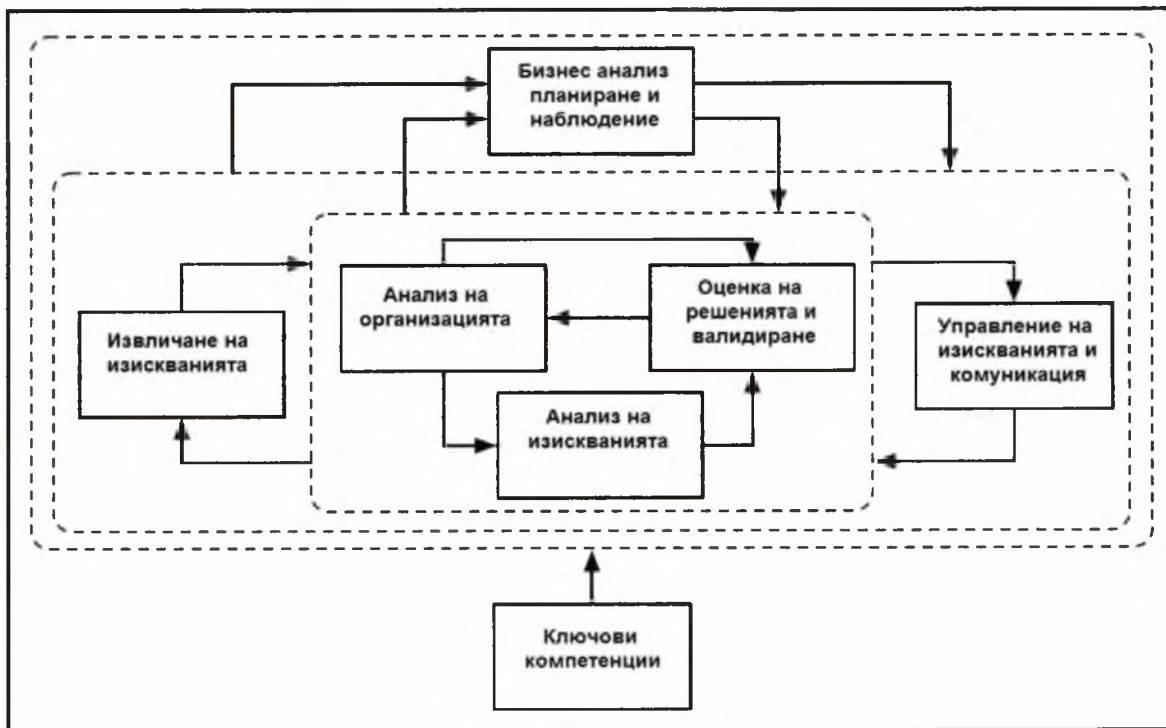 Бизнес анализ
планиране и
наблюдение
Анализ на
организацията
Оценка на
решенията и
валидиране
Извличане на
изискванията
Управление на
изискванията и
комуникация
Анализ на
изискванията
Ключови
компетенции